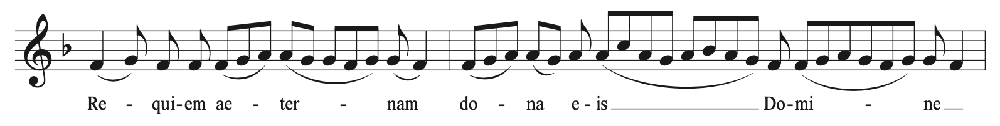 Re - qui-em ae - ter - nam do - na e-is Do-mi - ne